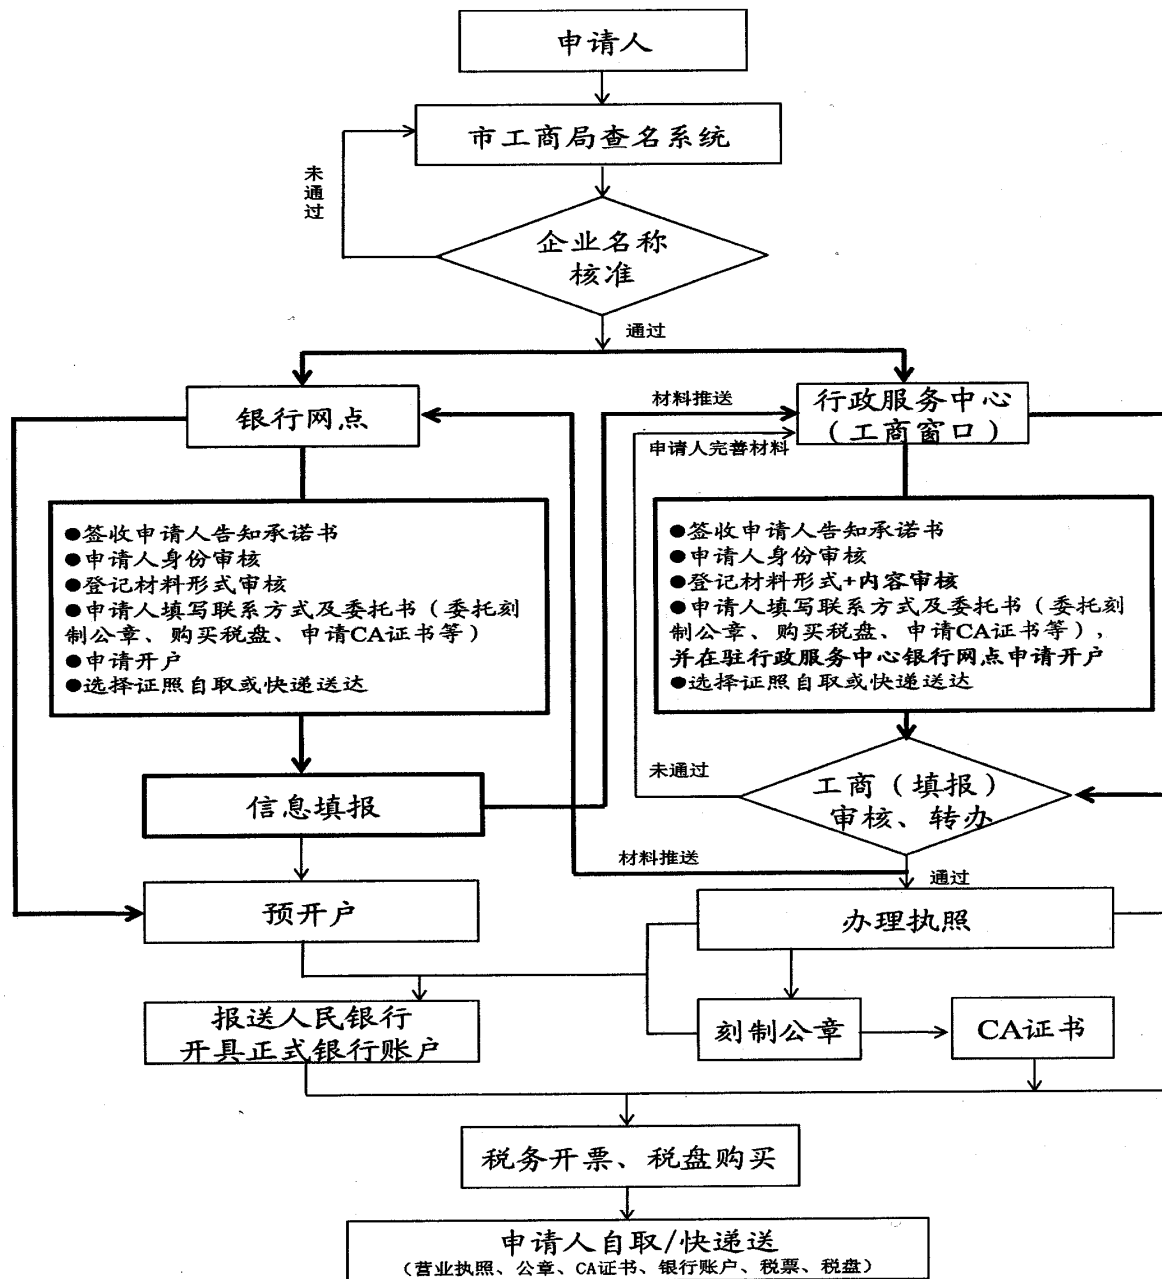 申请人
市工商局查名系统
未通过
企业名称
核准
通过
银行网点
材料推送
行政服务中心
（工商窗口）
申请人完善材料
●签收申请人告知承诺书
●申请人身份审核
●登记材料形式审核
●申请人填写联系方式及委托书（委托刻
制公章、购买税盘、申请CA证书等）
●申请开户
●选择证照自取或快递送达
●签收申请人告知承诺书
●申请人身份审核
●登记材料形式+内容审核
●申请人填写联系方式及委托书（委托刻
制公章、购买税盘、申请CA证书等），
并在驻行政服务中心银行网点申请开户
●选择证照自取或快递送达
信息填报
未通过
工商（填报）
审核、转办
材料推送
通过
预开户
办理执照
报送人民银行
开具正式银行账户
刻制公章
CA证书
税务开票、税盘购买
申请人自取/快递送
（营业执照、公章、CA证书、银行账户、税票、税盘）